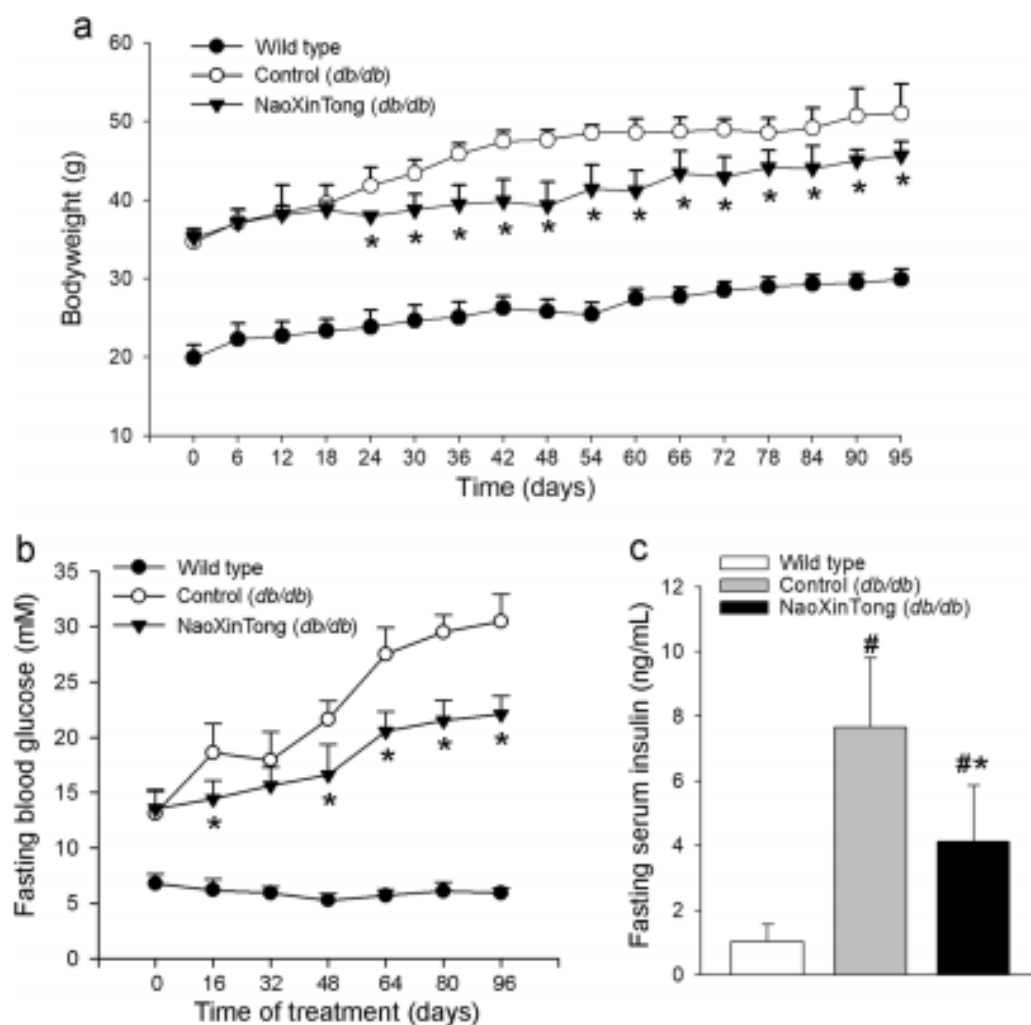 a
Wild type
Control (db/db)
NaoXinTong (db/db)
Bodyweight (g)
60
50
40
30
20
10
* * * * * * * * * * * * *
0 6 12 18 24 30 36 42 48 54 60 66 72 78 84 90 95
Time (days)
b
Wild type
Control (db/db)
NaoXinTong (db/db)
Fasting blood glucose (mM)
35
30
25
20
15
10
5
0
* * * * *
0 16 32 48 64 80 96
Time of treatment (days)
c
Wild type
Control (db/db)
NaoXinTong (db/db)
Fasting serum insulin (ng/mL)
12
10
8
6
4
2
0
#
#*